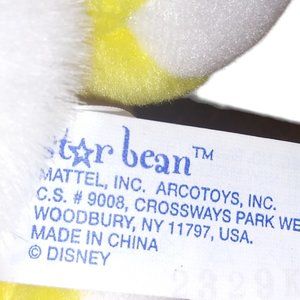 star bean™
MATTEL, INC. ARCOTOYS, INC.
C.S. # 9008, CROSSWAYS PARK WE
WOODBURY, NY 11797, USA.
MADE IN CHINA
© DISNEY